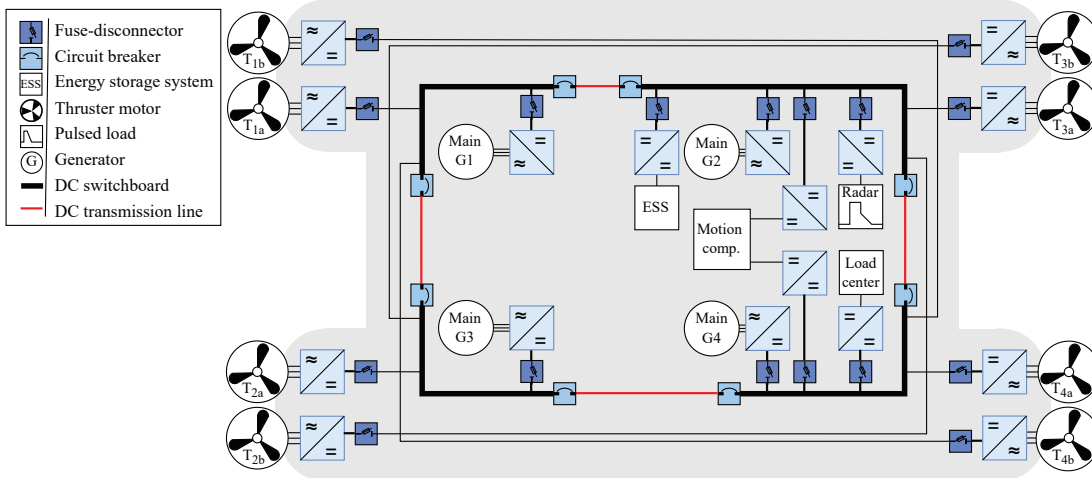 Fuse-disconnector
Circuit breaker
ESS Energy storage system
Thruster motor
Pulsed load
G Generator
DC switchboard
DC transmission line
T1b
T1a
T3b
T3a
Main
G1
Main
G2
ESS
Motion
comp.
Radar
Load
center
Main
G3
Main
G4
T2a
T2b
T4a
T4b